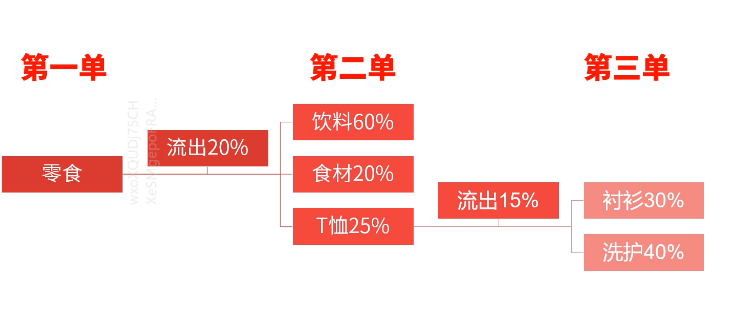 第一单
第二单
第三单
零食
流出20%
饮料60%
食材20%
T恤25%
流出15%
衬衫30%
洗护40%